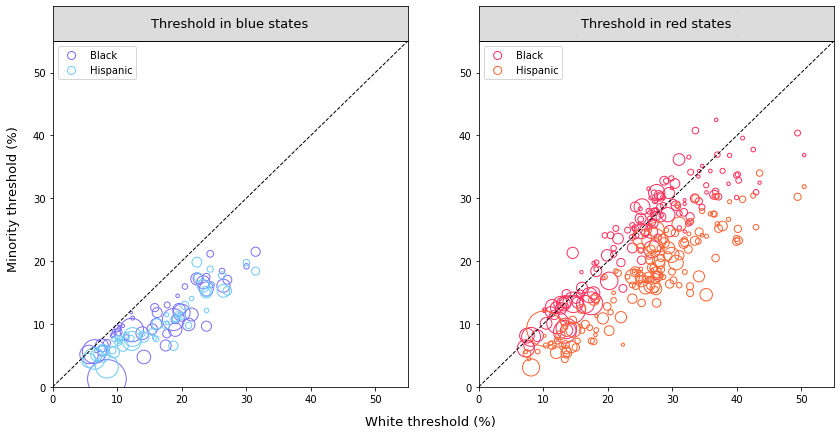 Threshold in blue states
Threshold in red states
Black
Hispanic
Black
Hispanic
Minority threshold (%)
50
40
30
20
10
0
50
40
30
20
10
0
0 10 20 30 40 50
0 10 20 30 40 50
White threshold (%)